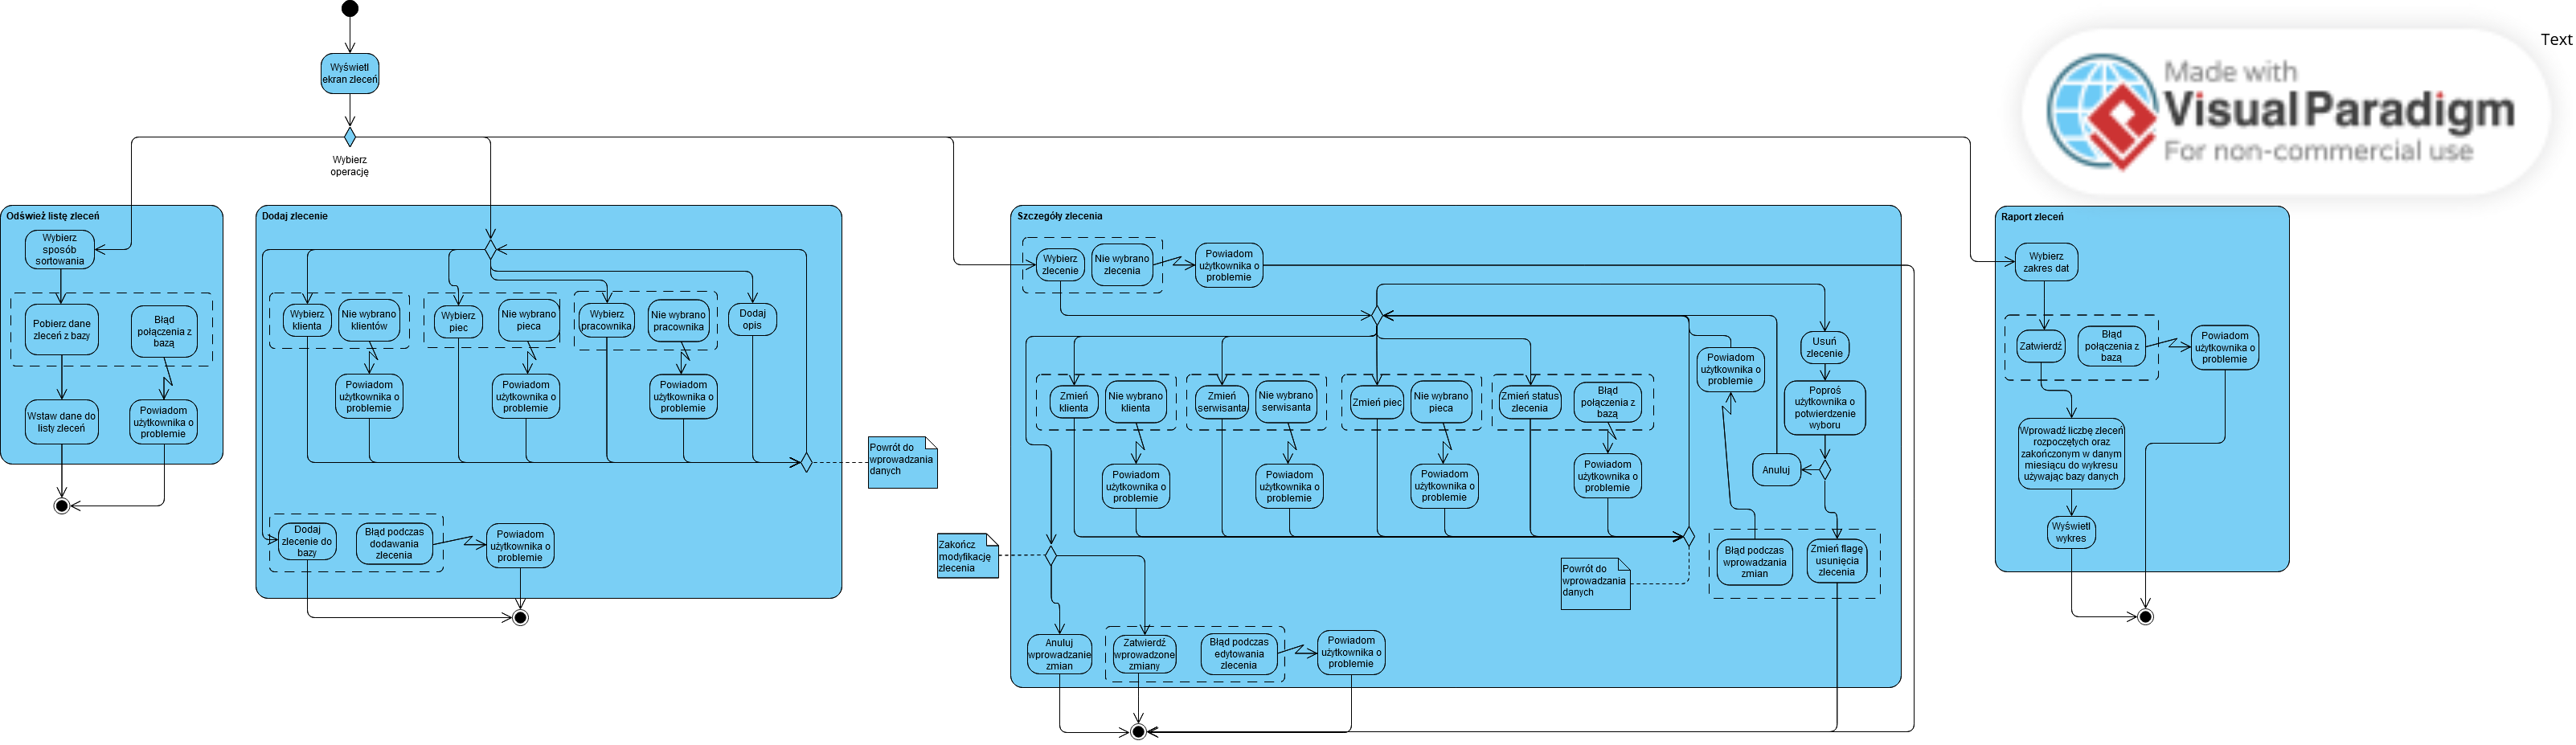 Text
Made with
Visual Paradigm
For non-commercial use
Wyświetl
ekran zleceń
Wybierz
operację
Odśwież listę zleceń
Wybierz
sposób
sortowania
Pobierz dane
zleceń z bazy
Błąd
połączenia z
bazą
Wstaw dane do
listy zleceń
Powiadom
użytkownika o
problemie
Dodaj zlecenie
Wybierz
klienta
Nie wybrano
klientów
Wybierz
piec
Nie wybrano
pieca
Wybierz
pracownika
Nie wybrano
pracownika
Dodaj
opis
Powiadom
użytkownika o
problemie
Powiadom
użytkownika o
problemie
Powiadom
użytkownika o
problemie
Powrót do
wprowadzania
danych
Dodaj
zlecenie do
bazy
Błąd podczas
dodawania
zlecenia
Powiadom
użytkownika o
problemie
Szczegóły zlecenia
Wybierz
zlecenie
Nie wybrano
zlecenia
Powiadom
użytkownika o
problemie
Usuń
zlecenie
Powiadom
użytkownika o
problemie
Poproś
użytkownika o
potwierdzenie
wyboru
Zmień
klienta
Nie wybrano
klienta
Zmień
serwisanta
Nie wybrano
serwisanta
Zmień piec
Nie wybrano
pieca
Zmień status
zlecenia
Błąd
połączenia z
bazą
Powiadom
użytkownika o
problemie
Powiadom
użytkownika o
problemie
Powiadom
użytkownika o
problemie
Powiadom
użytkownika o
problemie
Anuluj
Zakończ
modyfikację
zlecenia
Powrót do
wprowadzania
danych
Błąd podczas
wprowadzania
zmian
Zmień flagę
usunięcia
zlecenia
Anuluj
wprowadzanie
zmian
Zatwierdź
wprowadzone
zmiany
Błąd podczas
edytowania
zlecenia
Powiadom
użytkownika o
problemie
Raport zleceń
Wybierz
zakres dat
Zatwierdź
Błąd
połączenia z
bazą
Powiadom
użytkownika o
problemie
Wprowadź liczbę zleceń
rozpoczętych oraz
zakończonym w danym
miesiącu do wykresu
używając bazy danych
Wyświetl
wykres